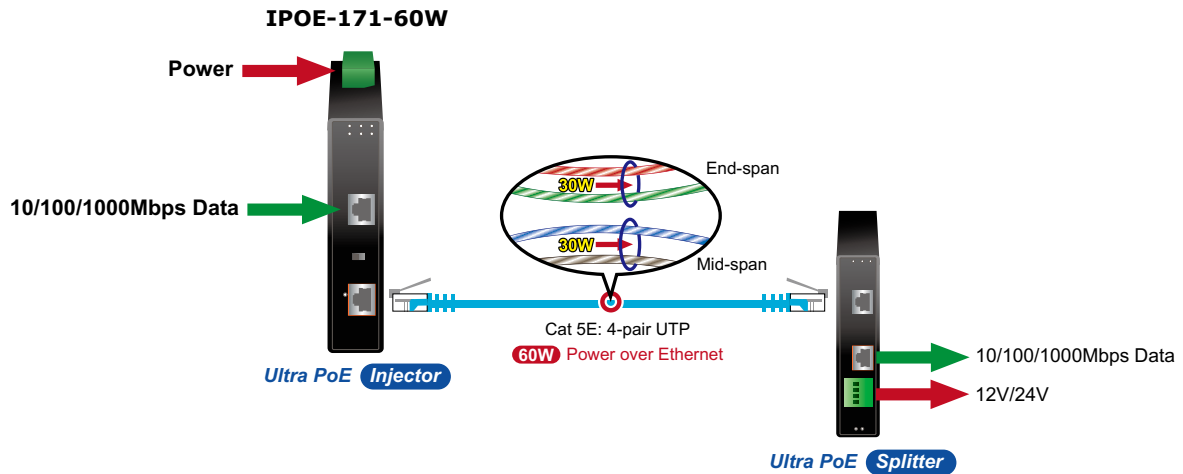 IPOE-171-60W
Power
10/100/1000Mbps Data
End-span
30W
30W
Mid-span
Cat 5E: 4-pair UTP
60W Power over Ethernet
Ultra PoE Injector
10/100/1000Mbps Data
12V/24V
Ultra PoE Splitter